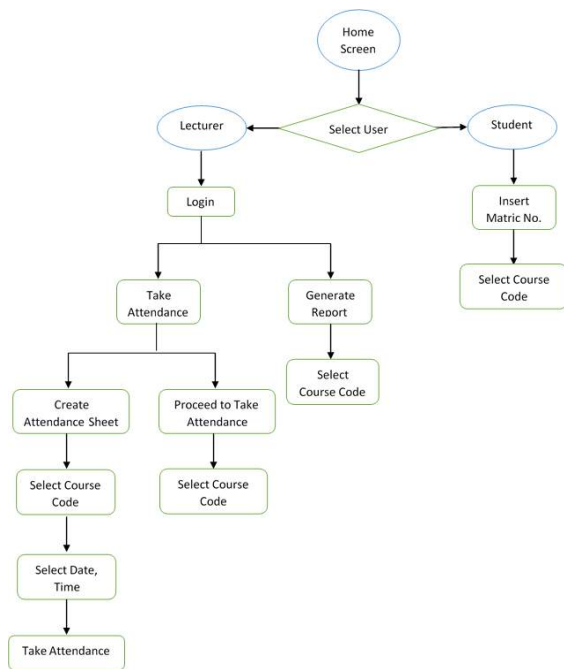 Home
Screen
Lecturer
Select User
Student
Login
Insert
Matric No.
Take
Attendance
Generate
Report
Select Course
Code
Create
Attendance Sheet
Proceed to Take
Attendance
Select
Course Code
Select Course
Code
Select Course
Code
Select Date,
Time
Take Attendance